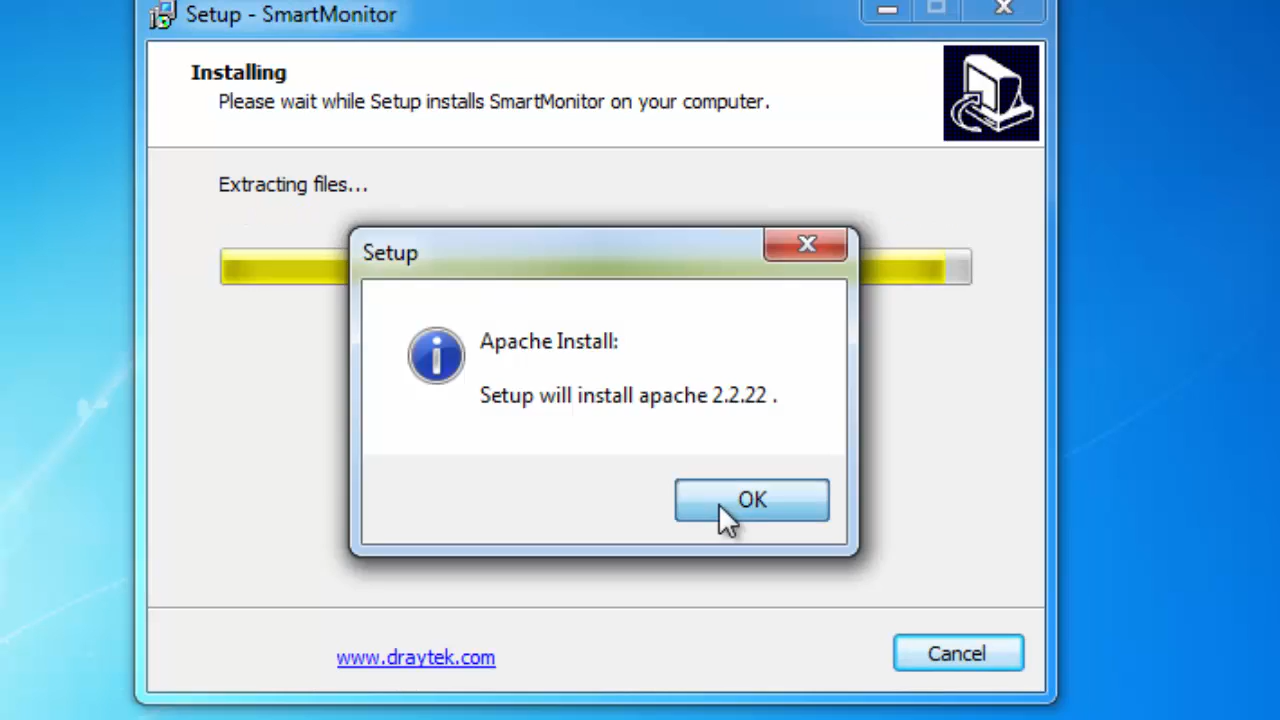 Setup - SmartMonitor
Installing
Please wait while Setup installs SmartMonitor on your computer.
Extracting files...
Setup
Apache Install:
Setup will install apache 2.2.22 .
OK
www.draytek.com
Cancel